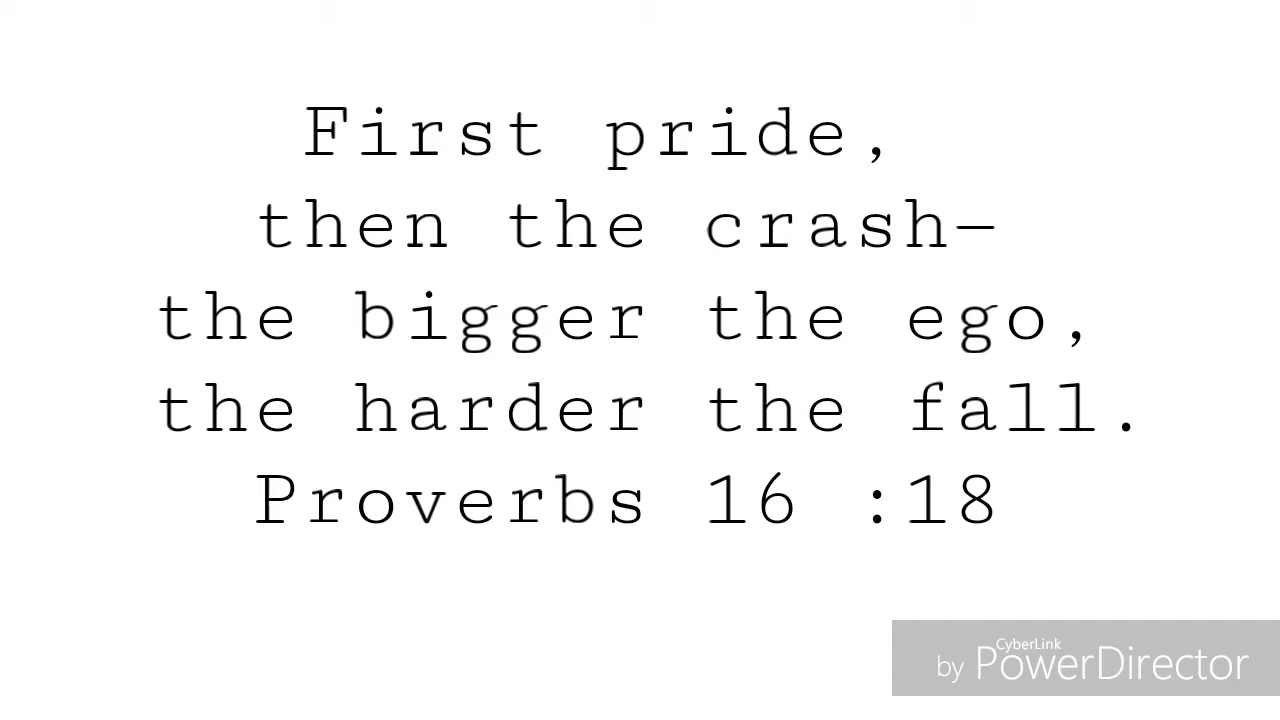 First pride,
then the crash–
the bigger the ego,
the harder the fall.
Proverbs 16 :18
CyberLink
by PowerDirector